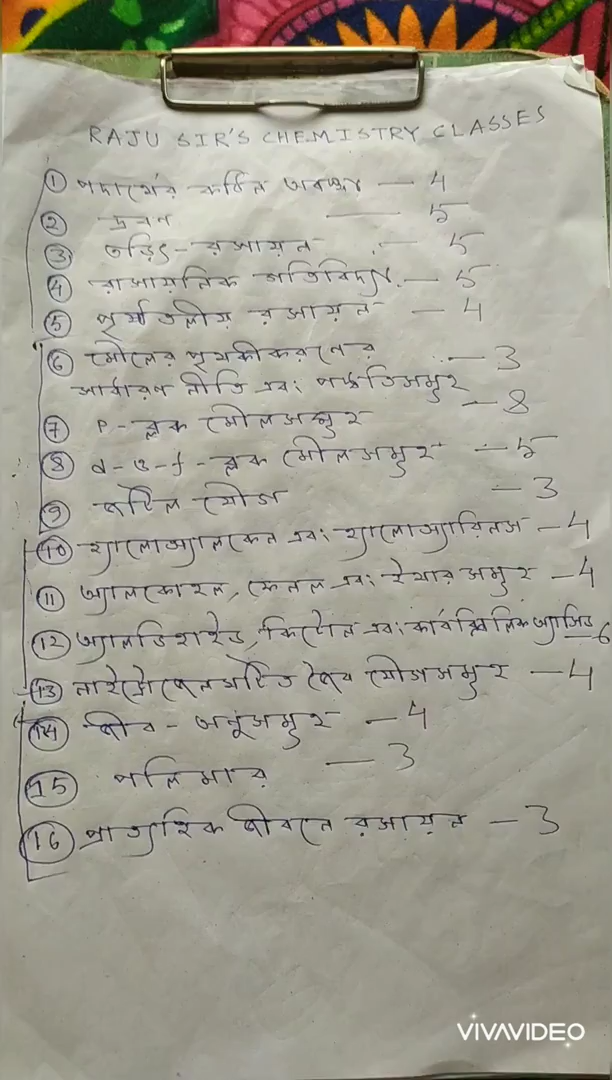 RAJU SIR'S CHEMISTRY CLASSES
① পদার্থের কঠিন অবস্থা — 4
② দ্রবণ — 5
③ তড়িৎ-রসায়ন — 5
④ রাসায়নিক গতিবিদ্যা — 5
⑤ পৃষ্ঠতলীয় রসায়ন — 4
⑥ মৌলের পৃথকীকরণের — 3
সাধারণ নীতি এবং পদ্ধতিসমূহ
⑦ P-ব্লক মৌলসমূহ — 8
⑧ d-ও-f-ব্লক মৌলসমূহ — 5
⑨ জটিল যৌগ — 3
⑩ হ্যালোঅ্যালকেন এবং হ্যালোঅ্যারিনস — 4
⑪ অ্যালকোহল, ফেনল এবং ইথার সমূহ — 4
⑫ অ্যালডিহাইড, কিটোন এবং কার্বক্সিলিক অ্যাসিড — 6
⑬ নাইট্রোজেনঘটিত জৈব যৌগসমূহ — 4
⑭ জীব-অণুসমূহ — 4
⑮ পলিমার — 3
⑯ প্রাত্যহিক জীবনে রসায়ন — 3
VIVAVIDEO